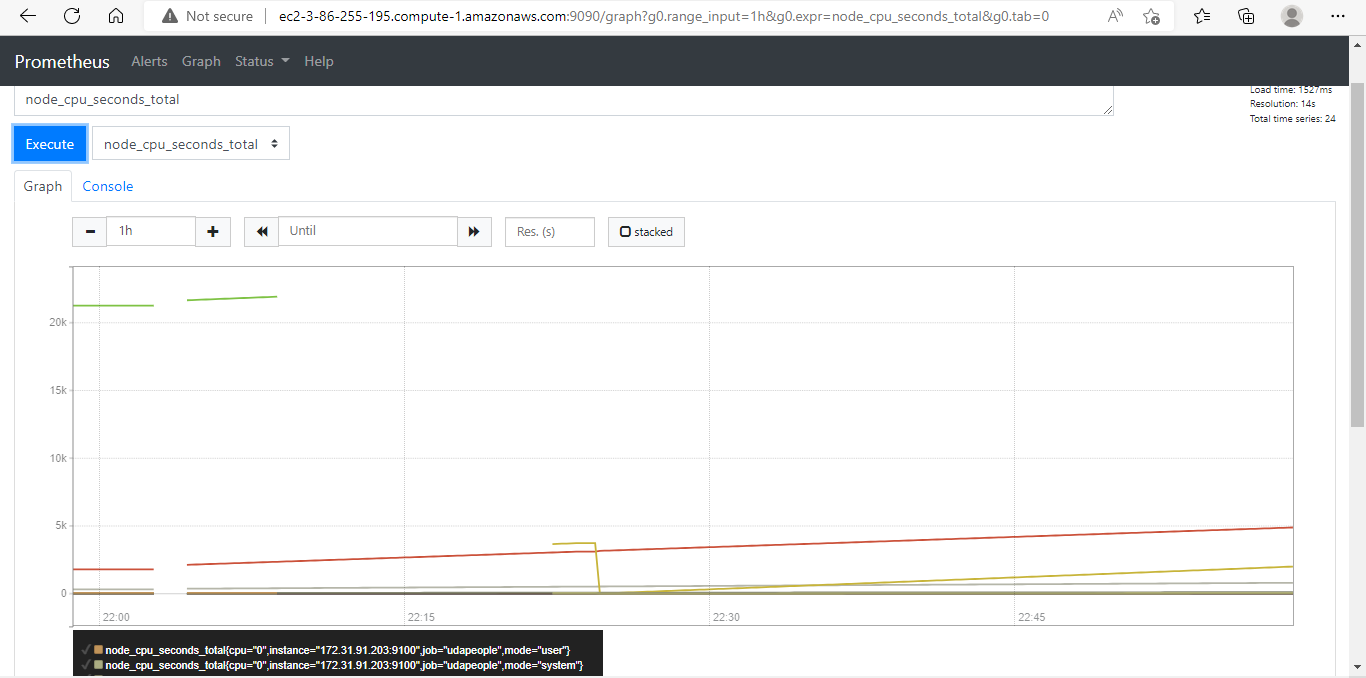 Not secure ec2-3-86-255-195.compute-1.amazonaws.com:9090/graph?g0.range_input=1h&g0.expr=node_cpu_seconds_total&g0.tab=0
Prometheus Alerts Graph Status Help
node_cpu_seconds_total
Load time: 1527ms
Resolution: 14s
Total time series: 24
Execute node_cpu_seconds_total
Graph Console
1h Until Res. (s) stacked
20k
15k
10k
5k
0
22:00 22:15 22:30 22:45
node_cpu_seconds_total{cpu="0",instance="172.31.91.203:9100",job="udapeople",mode="user"}
node_cpu_seconds_total{cpu="0",instance="172.31.91.203:9100",job="udapeople",mode="system"}